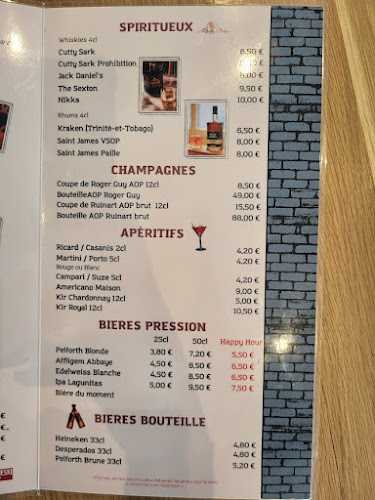 SPIRITUEUX
Whiskies 4cl
Cutty Sark 8,50 €
Cutty Sark Prohibition €
Jack Daniel's 8,00 €
The Sexton 9,50 €
Nikka 10,00 €
Rhums 4cl
Kraken (Trinité-et-Tobago) 6,50 €
Saint James VSOP 8,00 €
Saint James Paille 8,00 €
CHAMPAGNES
Coupe de Roger Guy AOP 12cl 8,50 €
BouteilleAOP Roger Guy 49,00 €
Coupe de Ruinart AOP brut 12cl 15,50 €
Bouteille AOP Ruinart brut 88,00 €
APÉRITIFS
Ricard / Casanis 2cl 4,20 €
Martini / Porto 5cl 4,20 €
Rouge ou Blanc
Campari / Suze 5cl 4,20 €
Americano Maison 9,00 €
Kir Chardonnay 12cl 5,00 €
Kir Royal 12cl 10,50 €
BIERES PRESSION
25cl 50cl Happy Hour
Pelforth Blonde 3,80 € 7,20 € 5,50 €
Affligem Abbaye 4,50 € 8,50 € 6,50 €
Edelweiss Blanche 4,50 € 8,50 € 6,50 €
Ipa Lagunitas 5,00 € 9,50 € 7,50 €
Bière du moment
BIERES BOUTEILLE
Heineken 33cl 4,80 €
Desperados 33cl 4,80 €
Pelforth Brune 33cl 5,20 €